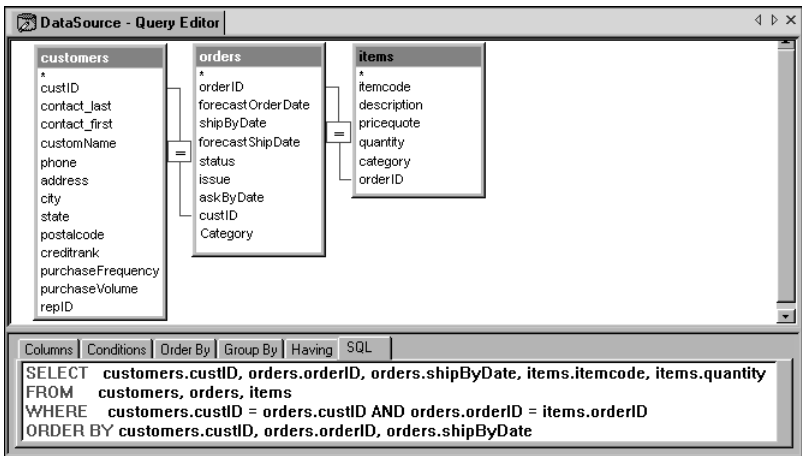 DataSource - Query Editor
customers
*
custID
contact_last
contact_first
customName
phone
address
city
state
postalcode
creditrank
purchaseFrequency
purchaseVolume
repID
=
orders
*
orderID
forecastOrderDate
shipByDate
forecastShipDate
status
issue
askByDate
custID
Category
=
items
*
itemcode
description
pricequote
quantity
category
orderID
Columns Conditions Order By Group By Having SQL
SELECT customers.custID, orders.orderID, orders.shipByDate, items.itemcode, items.quantity
FROM customers, orders, items
WHERE customers.custID = orders.custID AND orders.orderID = items.orderID
ORDER BY customers.custID, orders.orderID, orders.shipByDate